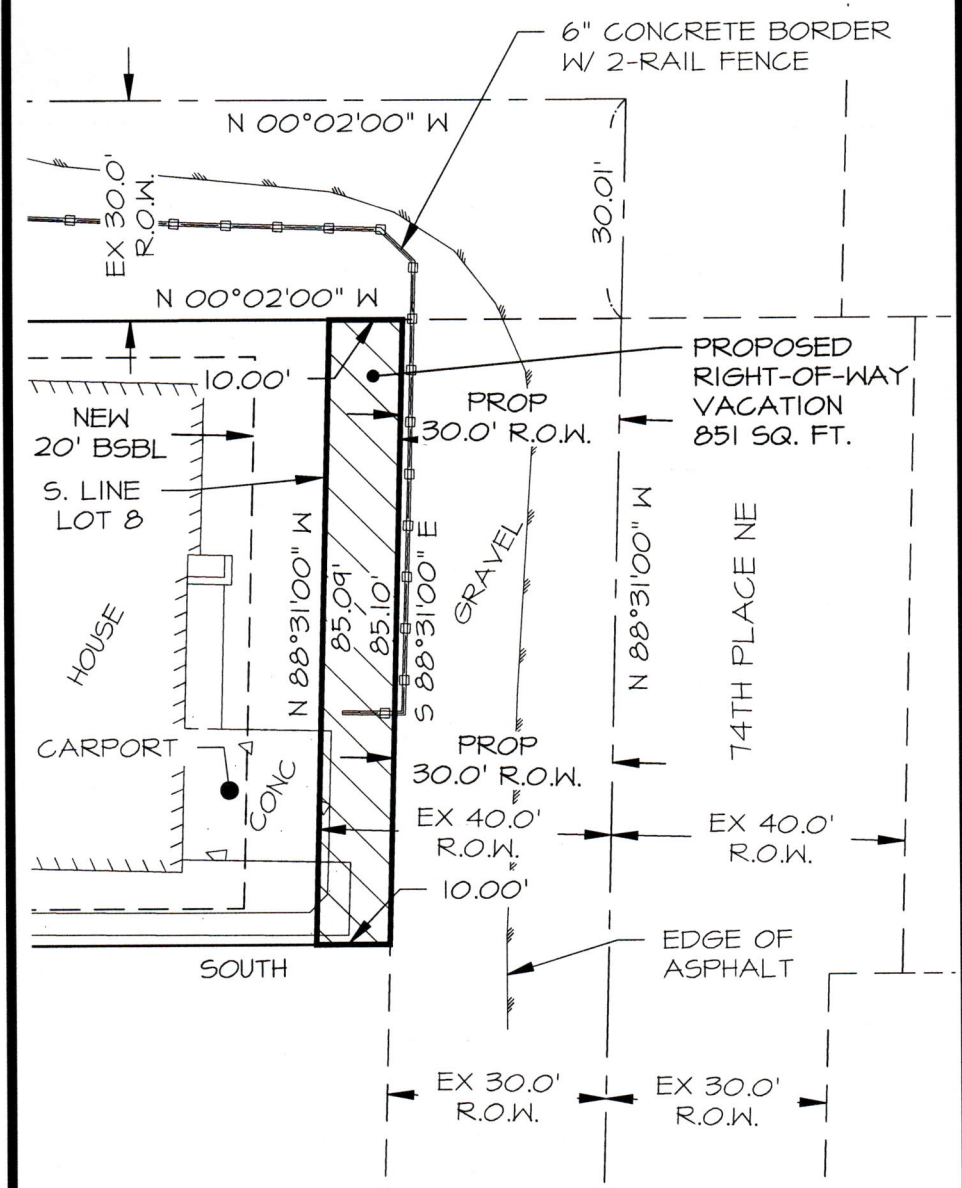 6" CONCRETE BORDER
W/ 2-RAIL FENCE
N 00°02'00" W
EX 30.0'
R.O.W.
30.01'
N 00°02'00" W
10.00'
PROPOSED
RIGHT-OF-WAY
VACATION
851 SQ. FT.
PROP
30.0' R.O.W.
NEW
20' BSBL
S. LINE
LOT 8
HOUSE
N 88°31'00" W
85.09'
85.10'
S 88°31'00" E
GRAVEL
N 88°31'00" W
74TH PLACE NE
CARPORT
CONC
PROP
30.0' R.O.W.
EX 40.0'
R.O.W.
EX 40.0'
R.O.W.
10.00'
SOUTH
EDGE OF
ASPHALT
EX 30.0'
R.O.W.
EX 30.0'
R.O.W.